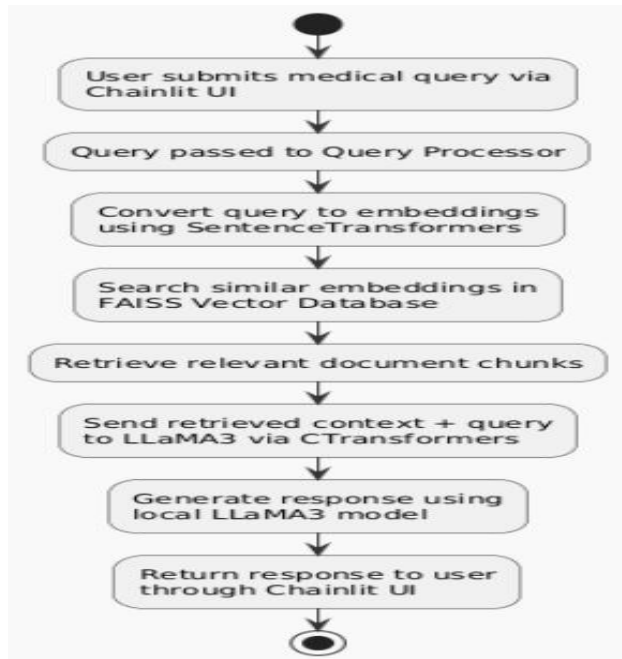 User submits medical query via
Chainlit UI
Query passed to Query Processor
Convert query to embeddings
using SentenceTransformers
Search similar embeddings in
FAISS Vector Database
Retrieve relevant document chunks
Send retrieved context + query
to LLaMA3 via CTransformers
Generate response using
local LLaMA3 model
Return response to user
through Chainlit UI